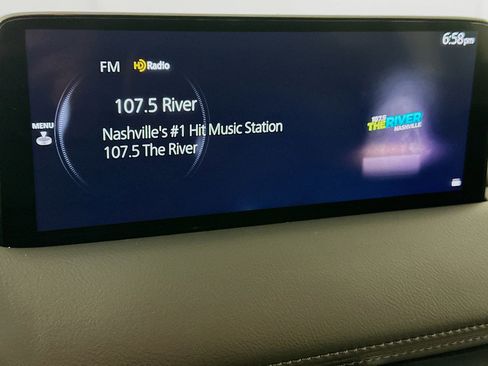 6:58pm
FM HD Radio
107.5 River
MENU
Nashville's #1 Hit Music Station
107.5 The River
107.5
THE RIVER
NASHVILLE